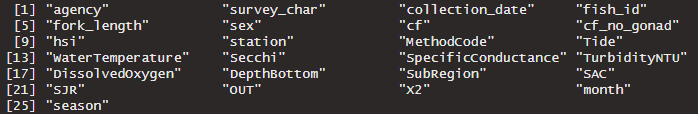 [1] "agency" "survey_char" "collection_date" "fish_id"
[5] "fork_length" "sex" "cf" "cf_no_gonad"
[9] "hsi" "station" "MethodCode" "Tide"
[13] "WaterTemperature" "Secchi" "SpecificConductance" "TurbidityNTU"
[17] "DissolvedOxygen" "DepthBottom" "SubRegion" "SAC"
[21] "SJR" "OUT" "X2" "month"
[25] "season"